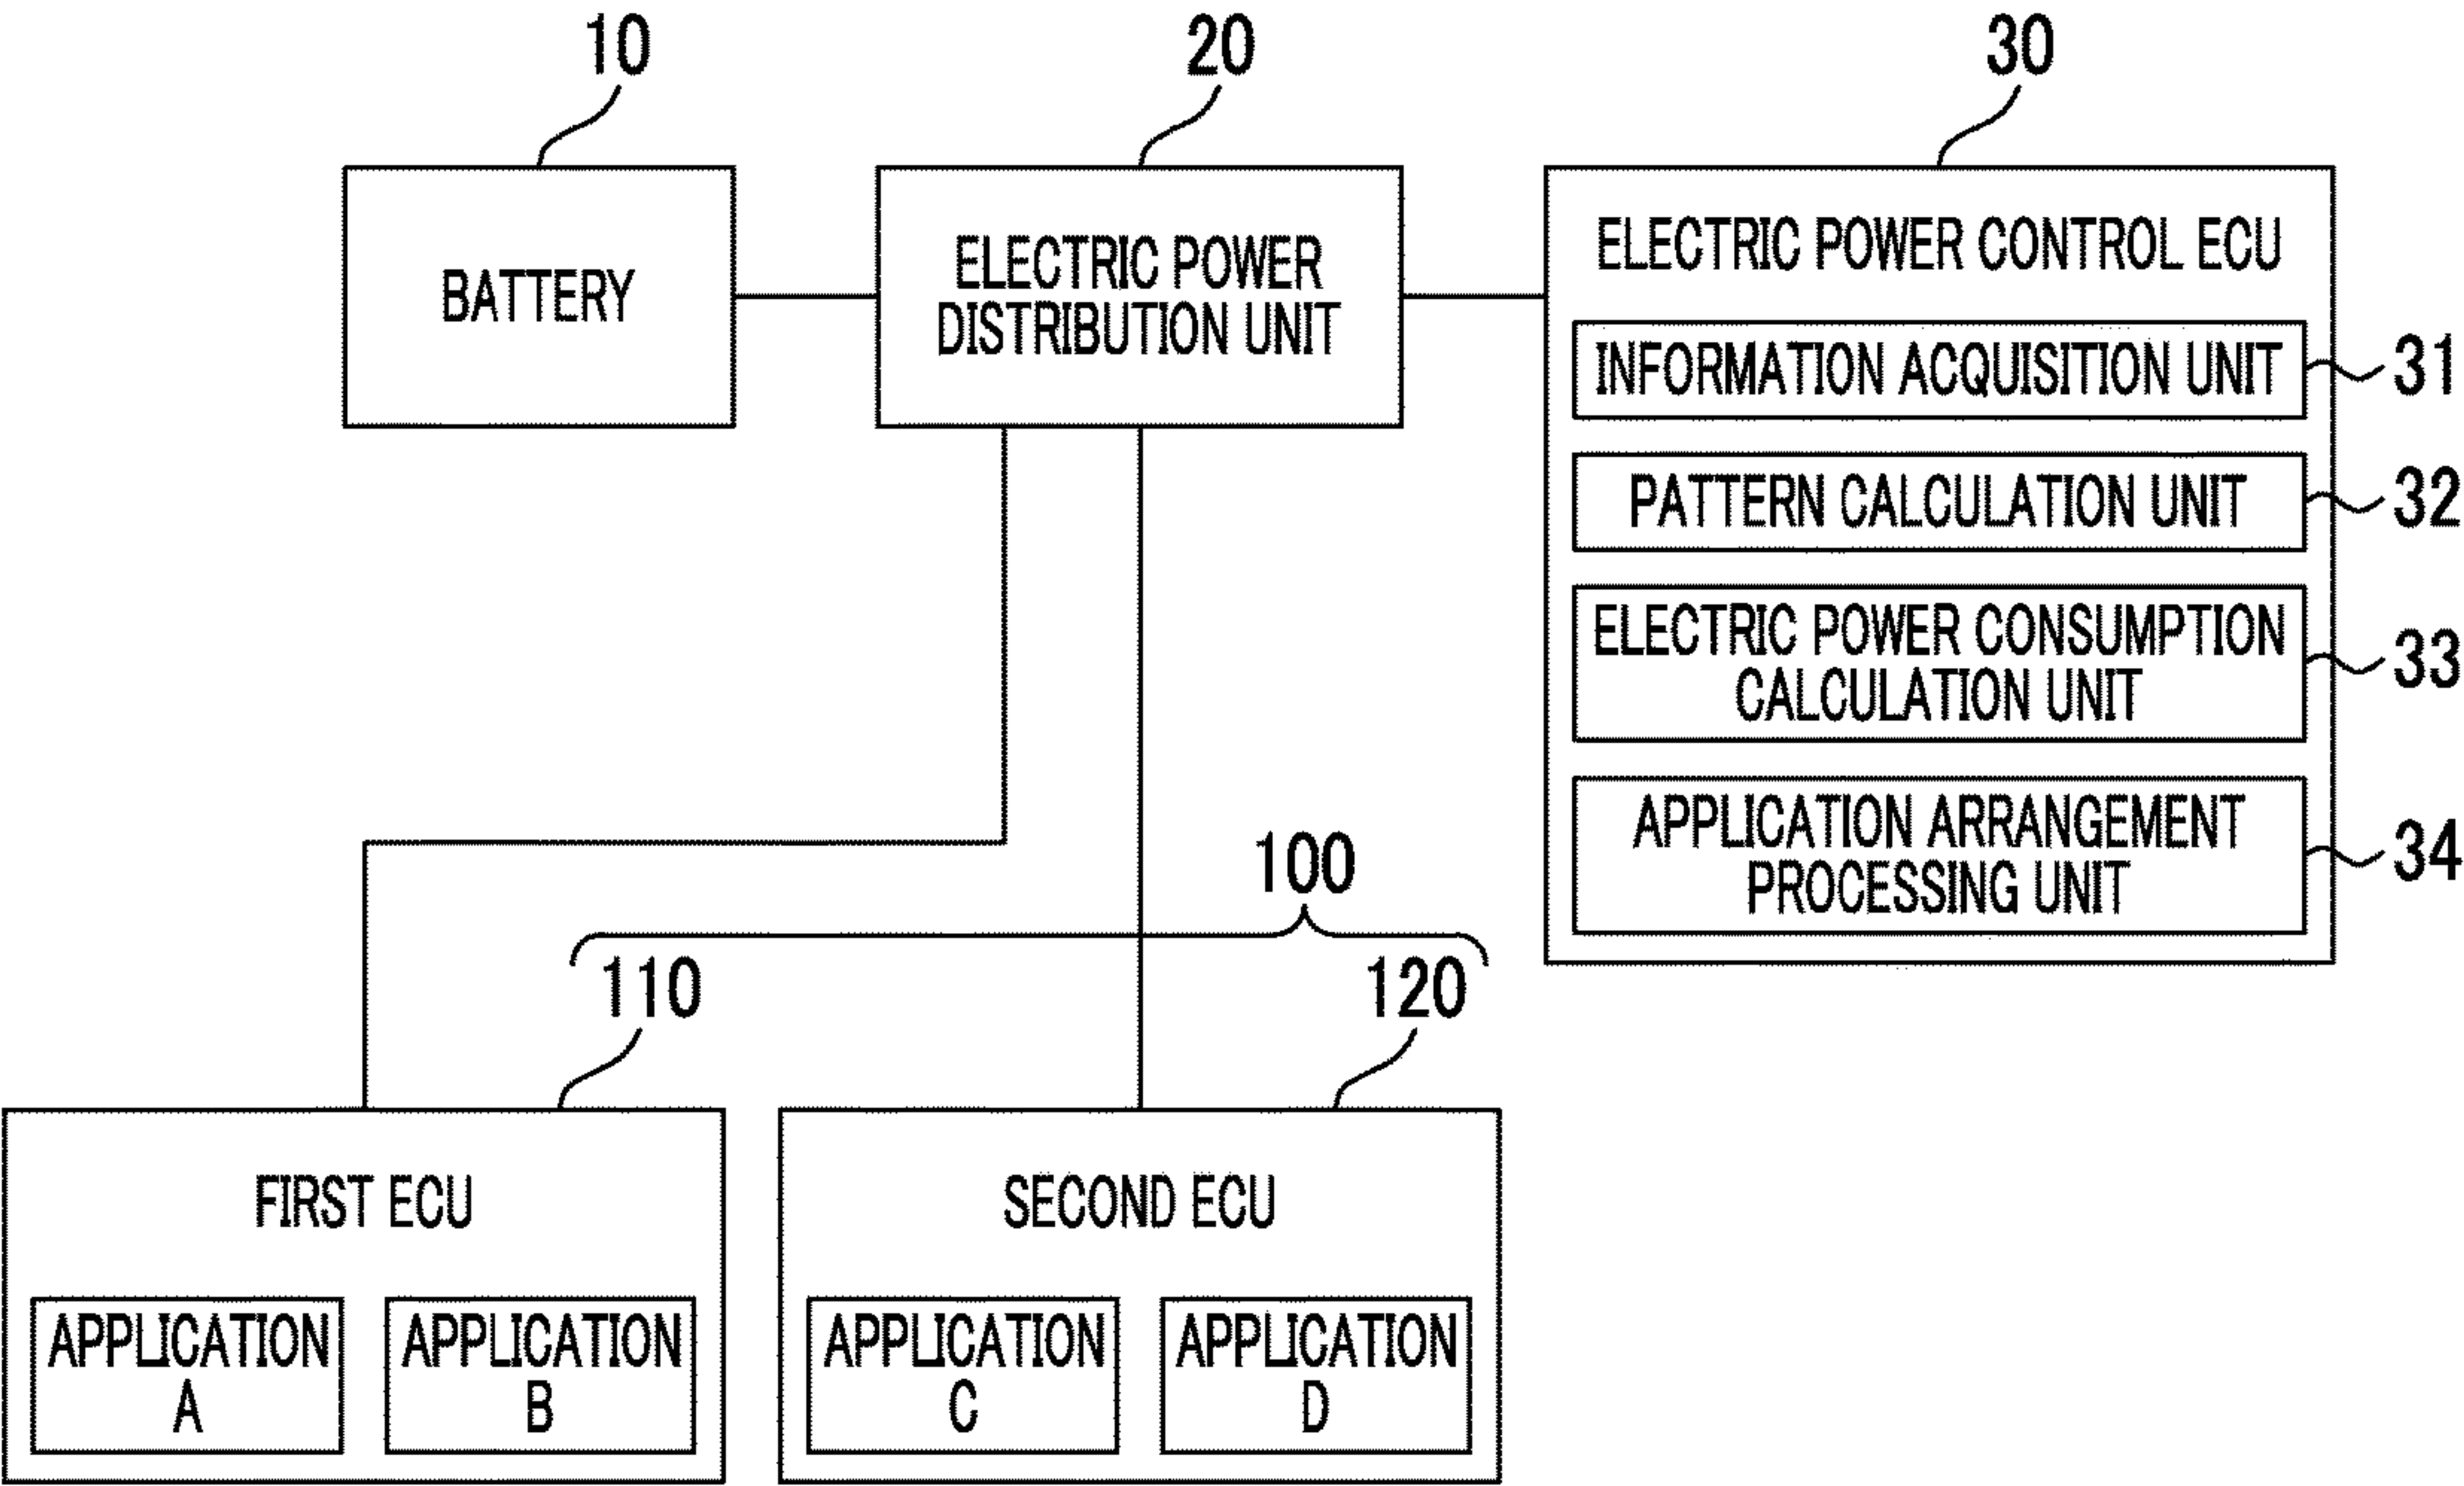 10
20
30
BATTERY
ELECTRIC POWER
DISTRIBUTION UNIT
ELECTRIC POWER CONTROL ECU
INFORMATION ACQUISITION UNIT
31
PATTERN CALCULATION UNIT
32
ELECTRIC POWER CONSUMPTION
CALCULATION UNIT
33
APPLICATION ARRANGEMENT
PROCESSING UNIT
34
100
110
120
FIRST ECU
APPLICATION
A
APPLICATION
B
SECOND ECU
APPLICATION
C
APPLICATION
D